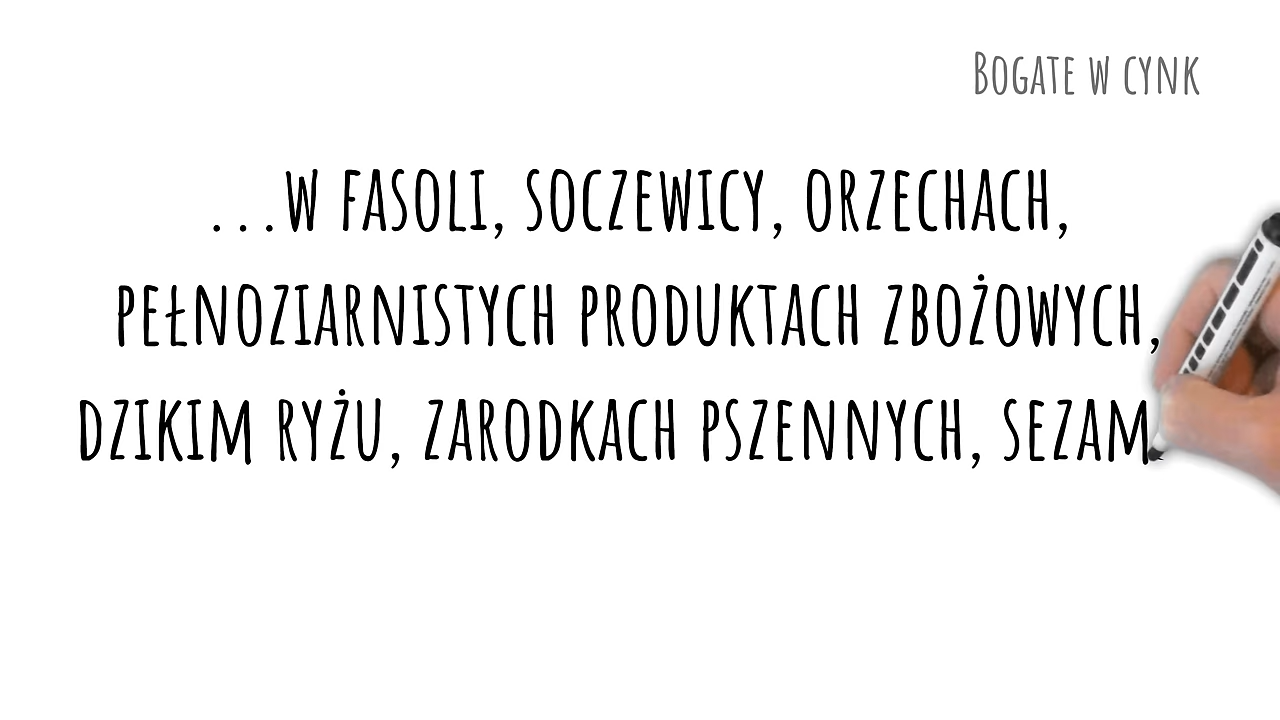 Bogate w cynk
...w fasoli, soczewicy, orzechach,
pełnoziarnistych produktach zbożowych,
dzikim ryżu, zarodkach pszennych, sezam